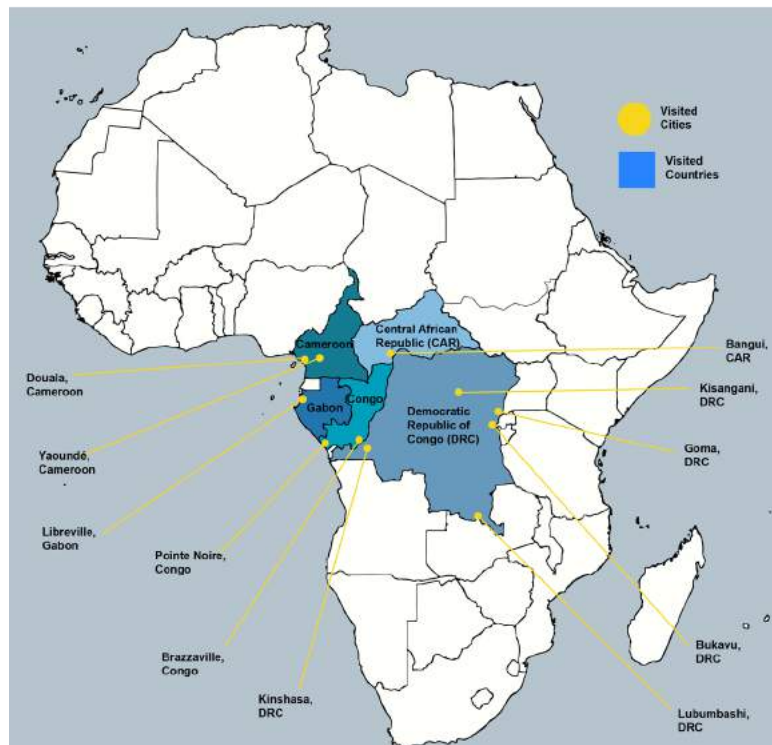 Visited
Cities
Visited
Countries
Central African
Republic (CAR)
Cameroon
Bangui,
CAR
Douala,
Cameroon
Kisangani,
DRC
Gabon
Congo
Democratic
Republic of
Congo (DRC)
Goma,
DRC
Yaoundé,
Cameroon
Libreville,
Gabon
Pointe Noire,
Congo
Bukavu,
DRC
Brazzaville,
Congo
Kinshasa,
DRC
Lubumbashi,
DRC